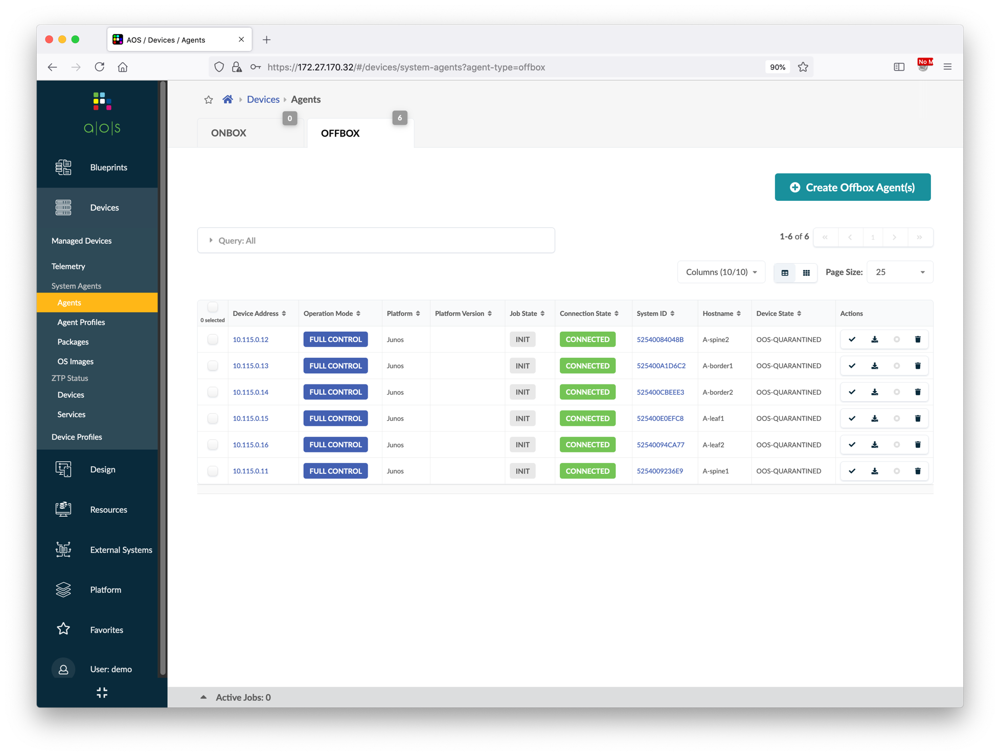 AOS / Devices / Agents
https://172.27.170.32/#/devices/system-agents?agent-type=offbox
90%
No M
a|o|s
Blueprints
Devices
Managed Devices
Telemetry
System Agents
Agents
Agent Profiles
Packages
OS Images
ZTP Status
Devices
Services
Device Profiles
Design
Resources
External Systems
Platform
Favorites
User: demo
Devices Agents
ONBOX 0
OFFBOX 6
Create Offbox Agent(s)
Query: All
1-6 of 6
1
Columns (10/10)
Page Size: 25
0 selected Device Address Operation Mode Platform Platform Version Job State Connection State System ID Hostname Device State Actions
10.115.0.12 FULL CONTROL Junos INIT CONNECTED 52540084048B A-spine2 OOS-QUARANTINED
10.115.0.13 FULL CONTROL Junos INIT CONNECTED 525400A1D6C2 A-border1 OOS-QUARANTINED
10.115.0.14 FULL CONTROL Junos INIT CONNECTED 525400CBEEE3 A-border2 OOS-QUARANTINED
10.115.0.15 FULL CONTROL Junos INIT CONNECTED 525400E0EFC8 A-leaf1 OOS-QUARANTINED
10.115.0.16 FULL CONTROL Junos INIT CONNECTED 52540094CA77 A-leaf2 OOS-QUARANTINED
10.115.0.11 FULL CONTROL Junos INIT CONNECTED 5254009236E9 A-spine1 OOS-QUARANTINED
Active Jobs: 0